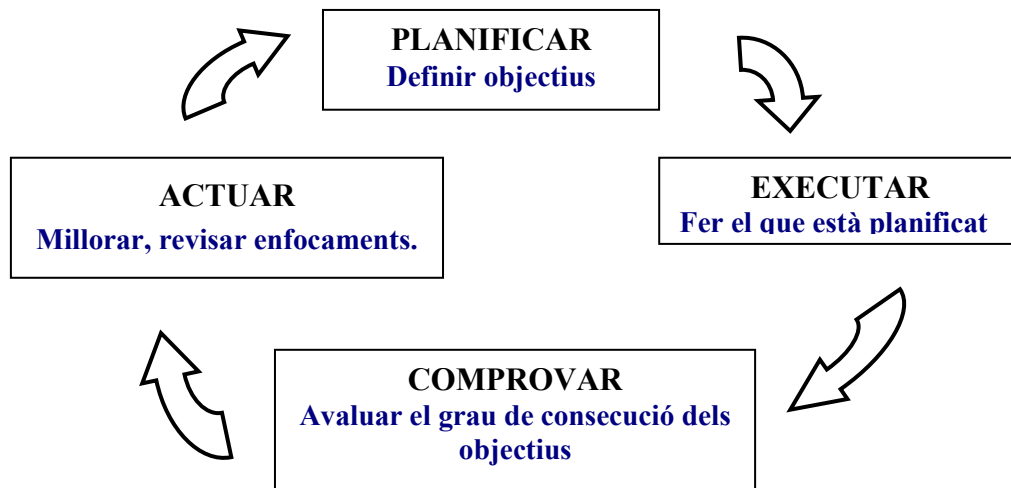 PLANIFICAR
Definir objectius
EXECUTAR
Fer el que està planificat
ACTUAR
Millorar, revisar enfocaments.
COMPROVAR
Avaluar el grau de consecució dels
objectius